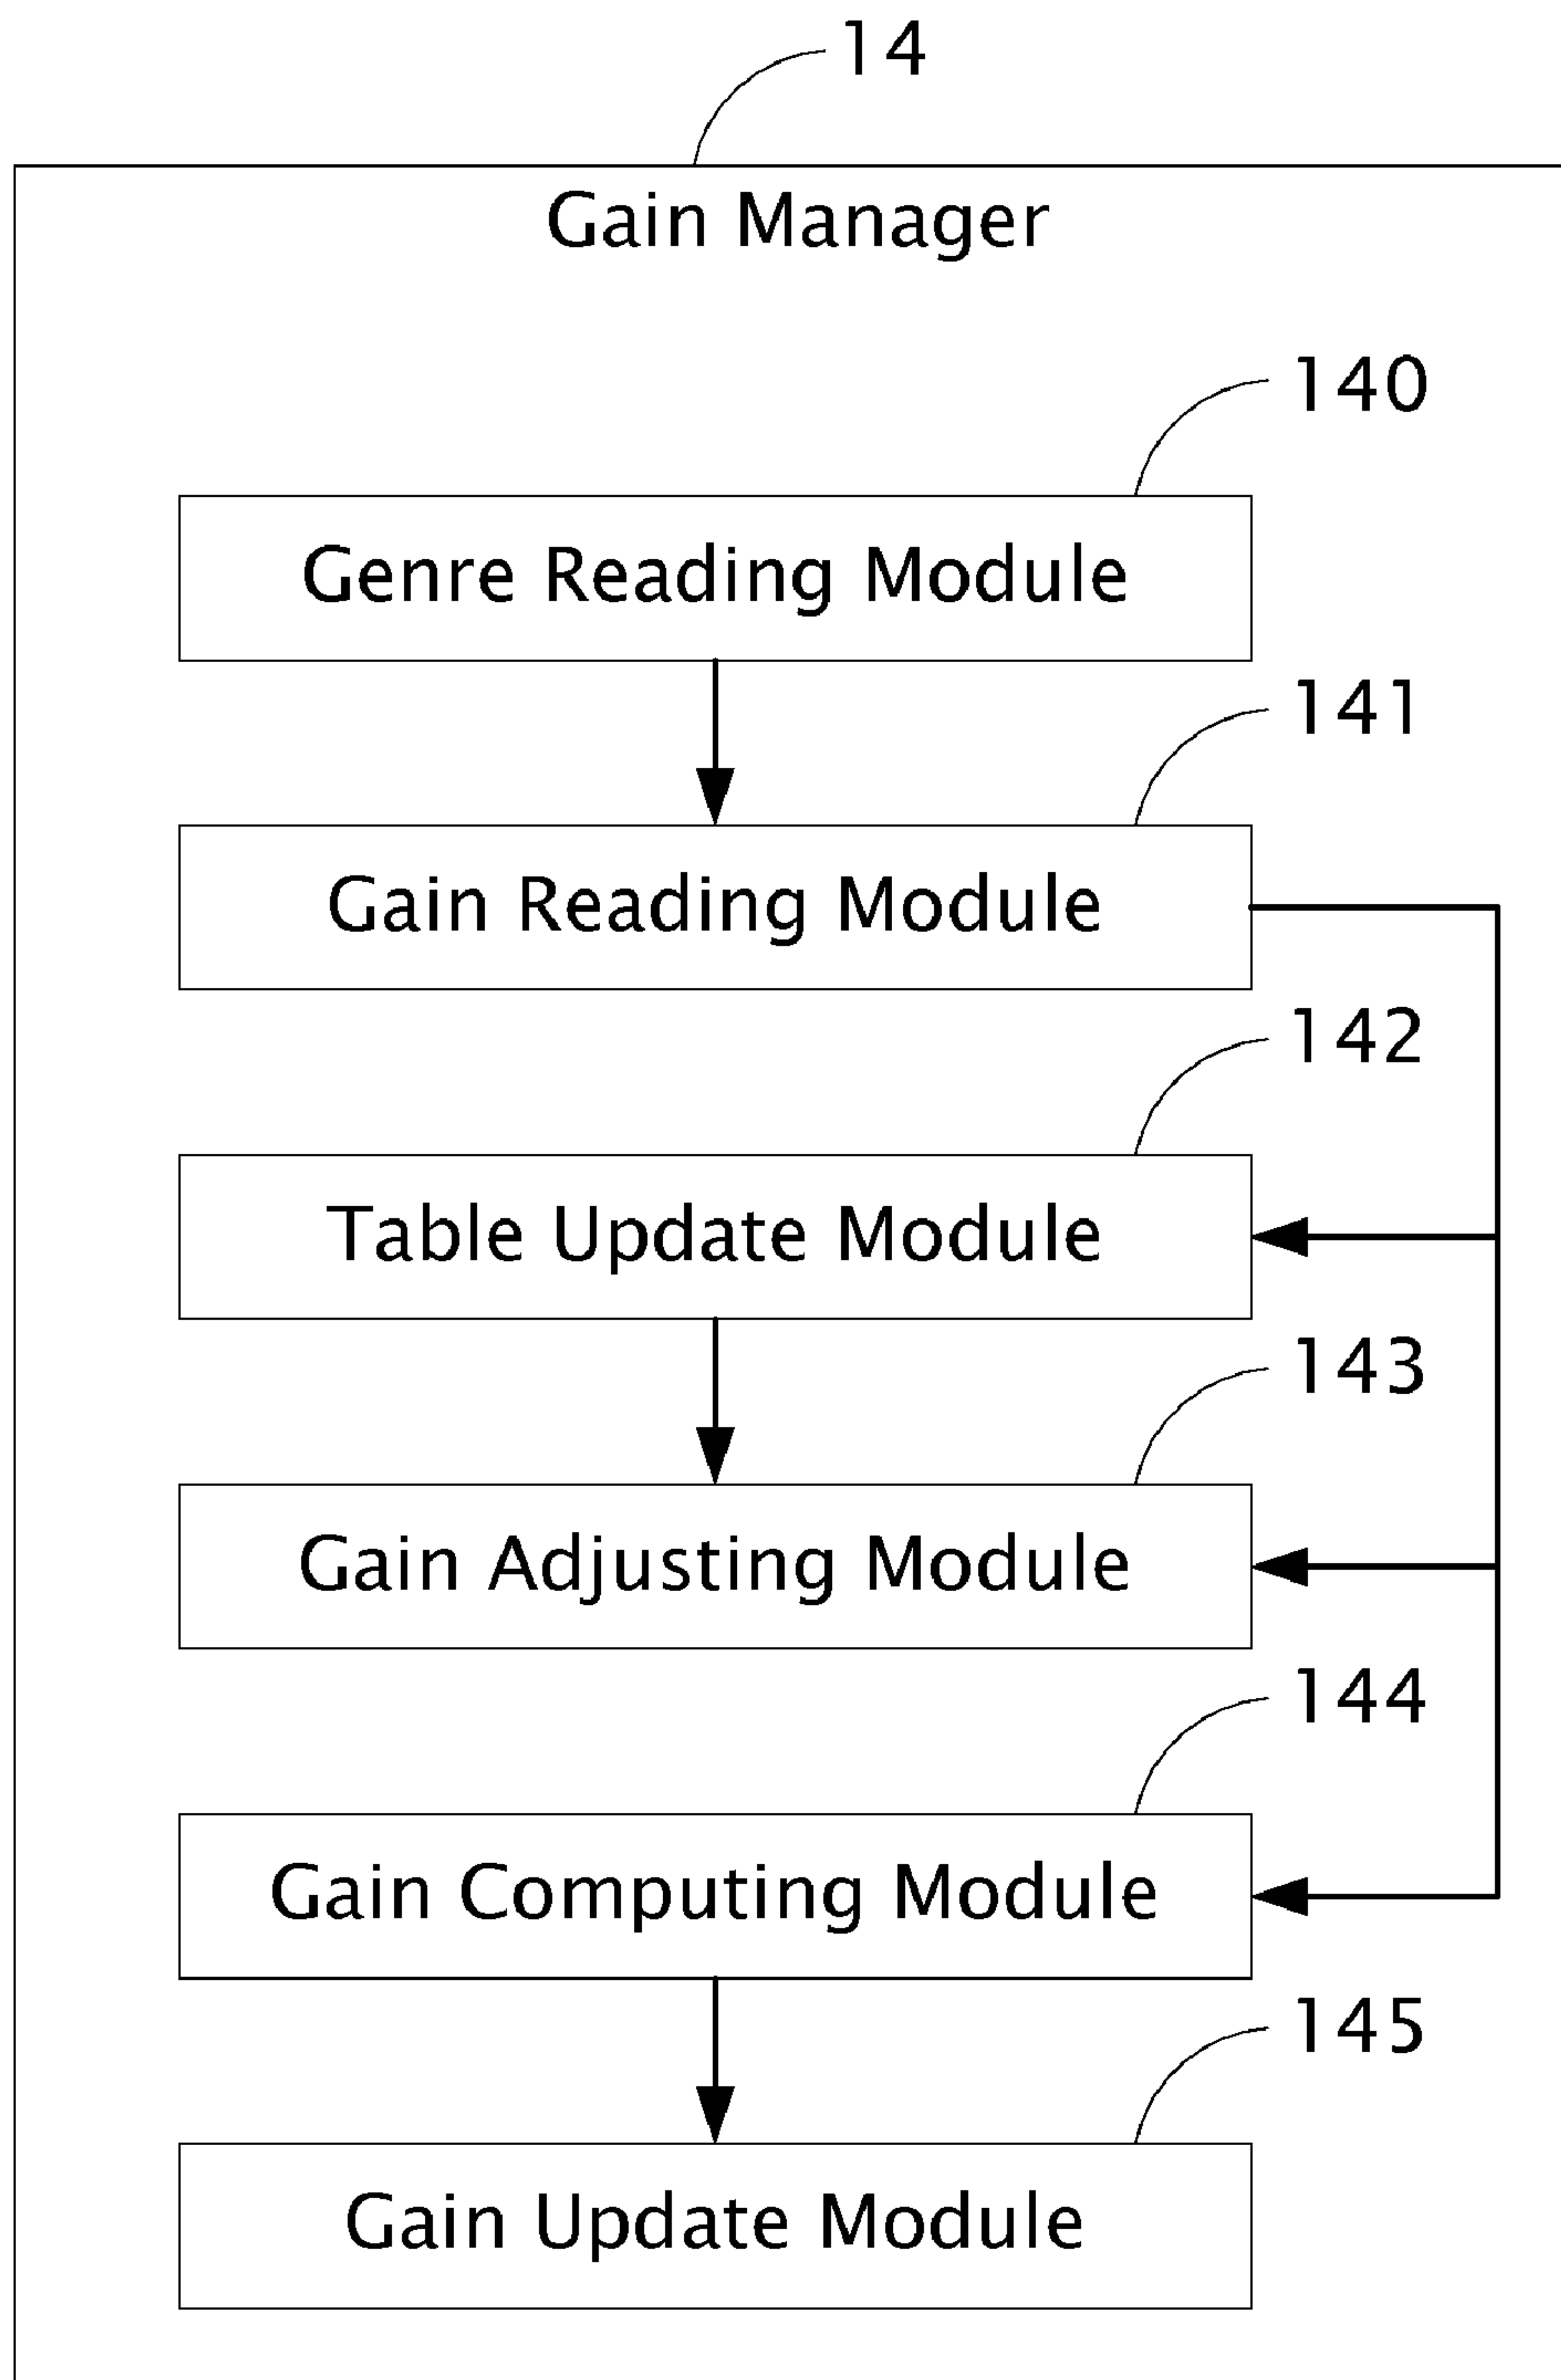 14
Gain Manager
140
Genre Reading Module
141
Gain Reading Module
142
Table Update Module
143
Gain Adjusting Module
144
Gain Computing Module
145
Gain Update Module